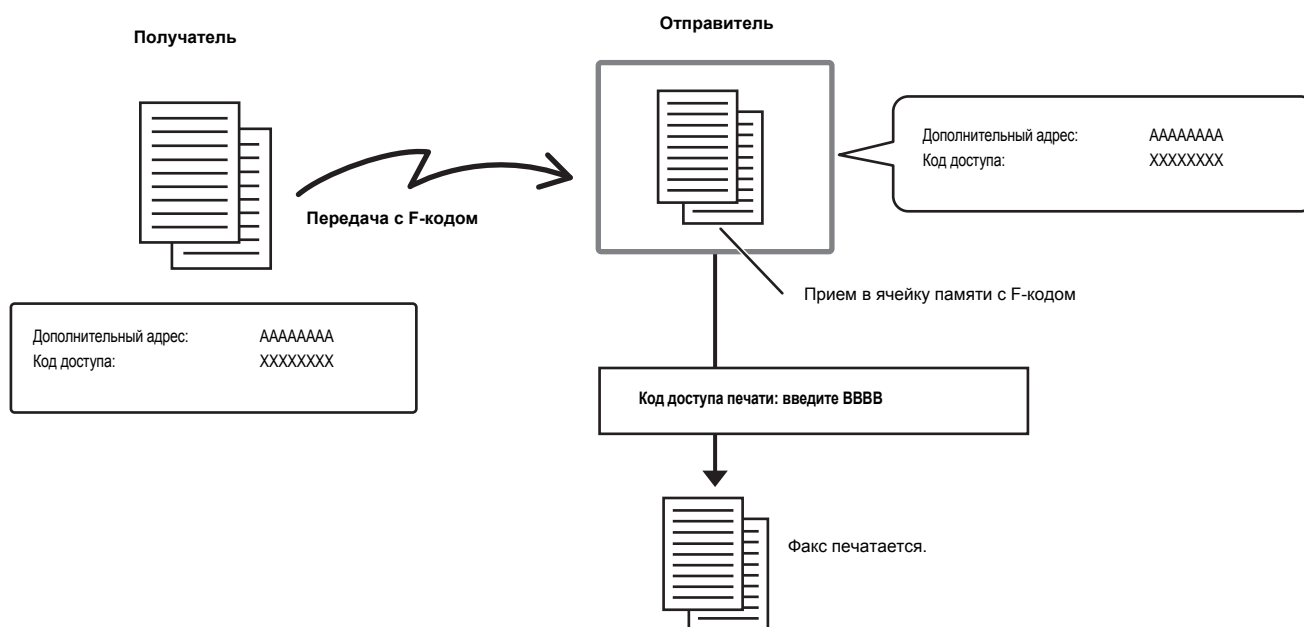 Получатель
Отправитель
Дополнительный адрес: AAAAAAAA
Код доступа: XXXXXXXX
Передача с F-кодом
Прием в ячейку памяти с F-кодом
Дополнительный адрес: AAAAAAAA
Код доступа: XXXXXXXX
Код доступа печати: введите BBBB
Факс печатается.